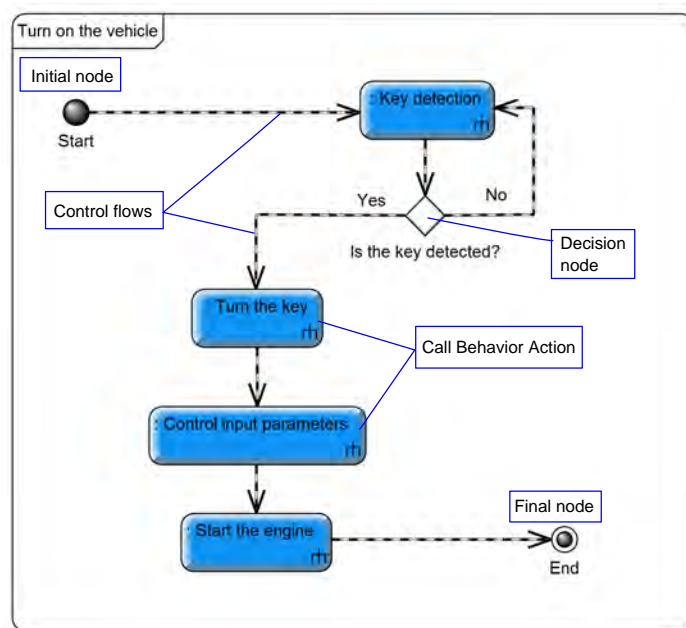 Turn on the vehicle
Initial node
: Key detection
Start
Yes
No
Control flows
Is the key detected?
Decision
node
Turn the key
Call Behavior Action
: Control input parameters
Final node
: Start the engine
End